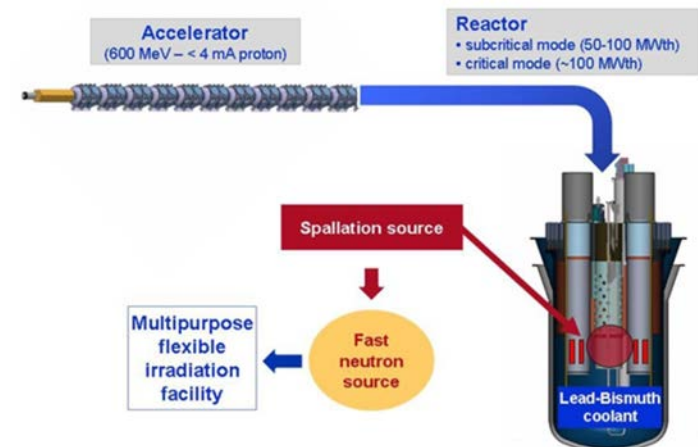 Accelerator
(600 MeV – < 4 mA proton)
Reactor
• subcritical mode (50-100 MWth)
• critical mode (~100 MWth)
Spallation source
Multipurpose
flexible
irradiation
facility
Fast
neutron
source
Lead-Bismuth
coolant